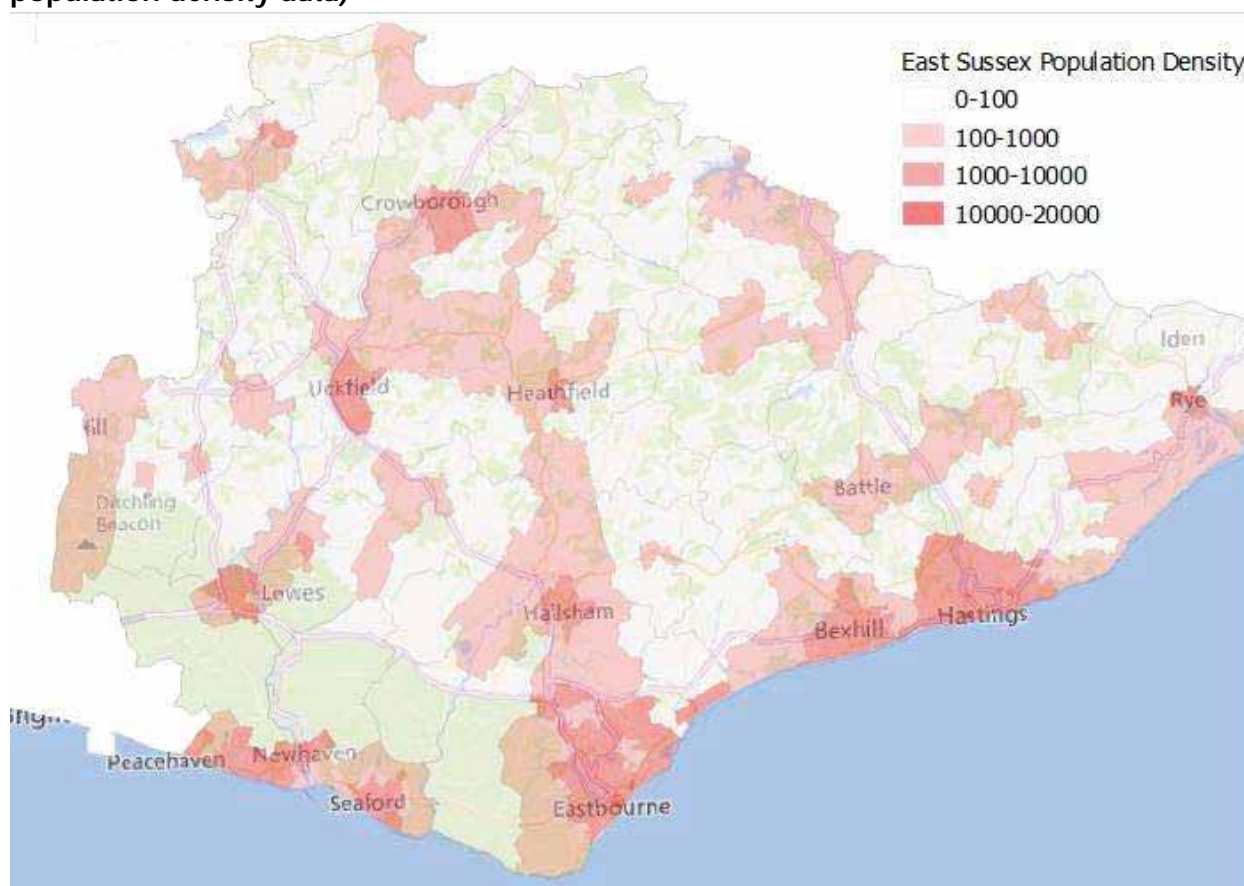 population density data)
East Sussex Population Density
0-100
100-1000
1000-10000
10000-20000
Crowborough
Iden
Uckfield
Heathfield
Rye
Battle
Ditchling
Beacon
Lewes
Hailsham
Hastings
Bexhill
Newhaven
Peacehaven
Seaford
Eastbourne